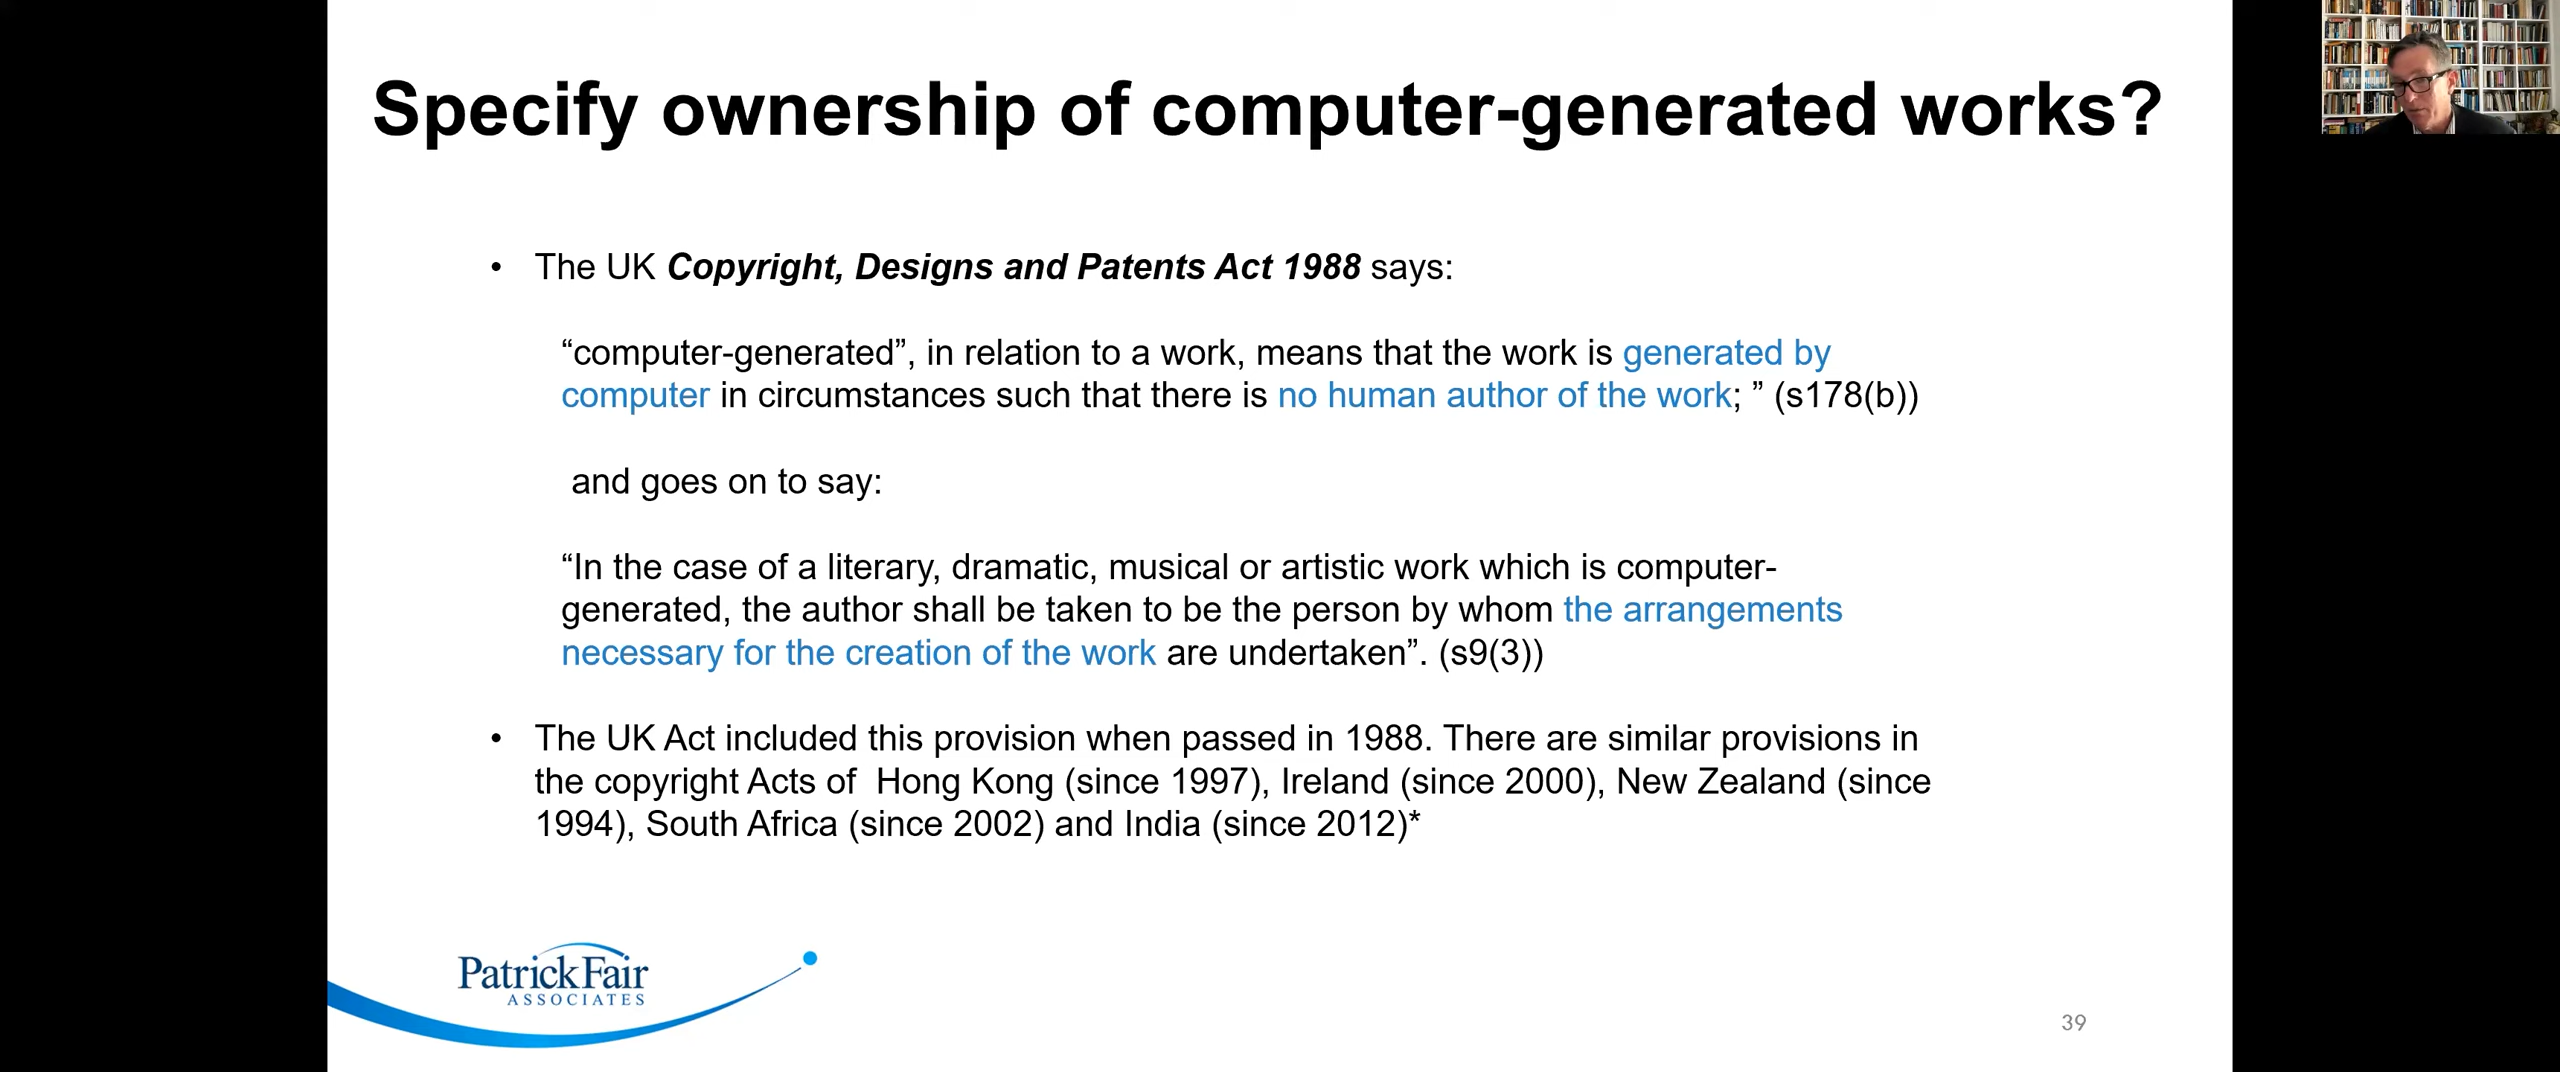 Specify ownership of computer-generated works?
• The UK Copyright, Designs and Patents Act 1988 says:
“computer-generated”, in relation to a work, means that the work is generated by
computer in circumstances such that there is no human author of the work; ” (s178(b))
and goes on to say:
“In the case of a literary, dramatic, musical or artistic work which is computer-
generated, the author shall be taken to be the person by whom the arrangements
necessary for the creation of the work are undertaken”. (s9(3))
• The UK Act included this provision when passed in 1988. There are similar provisions in
the copyright Acts of  Hong Kong (since 1997), Ireland (since 2000), New Zealand (since
1994), South Africa (since 2002) and India (since 2012)*
PatrickFair
ASSOCIATES
39